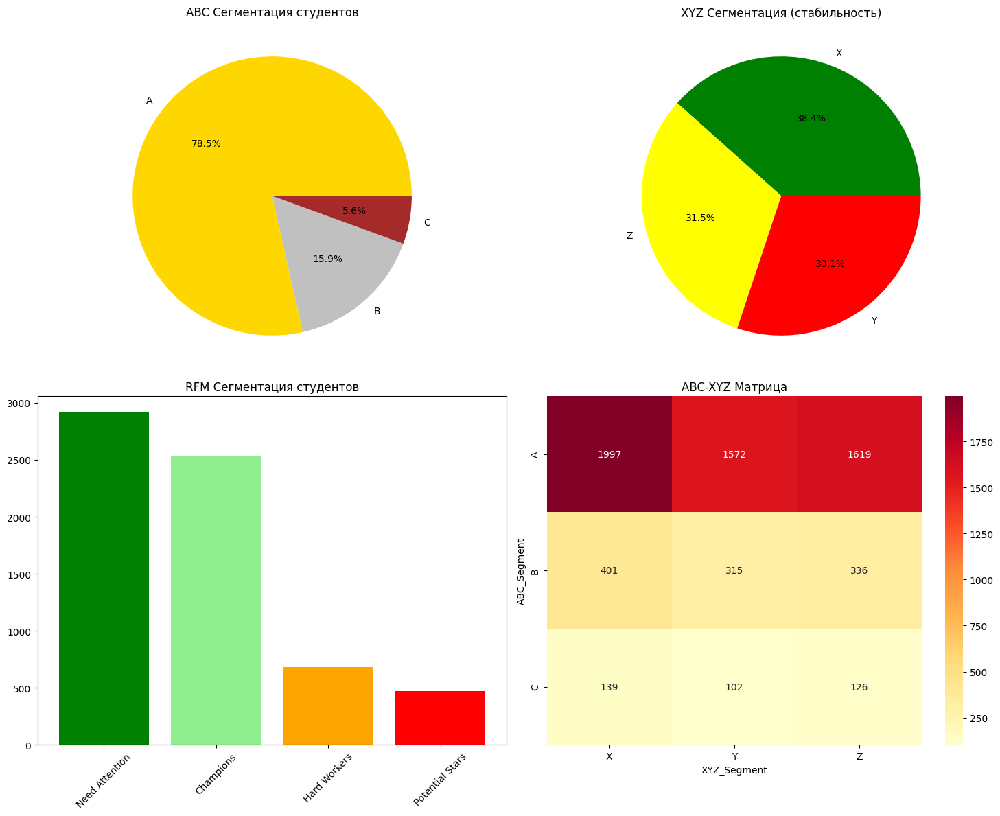 ABC Сегментация студентов
A
78.5%
5.6%
C
15.9%
B
XYZ Сегментация (стабильность)
X
38.4%
31.5%
Z
30.1%
Y
RFM Сегментация студентов
3000
2500
2000
1500
1000
500
0
Need Attention
Champions
Hard Workers
Potential Stars
ABC-XYZ Матрица
ABC_Segment
A
1997 1572 1619
B
401 315 336
C
139 102 126
X Y Z
XYZ_Segment
1750
1500
1250
1000
750
500
250